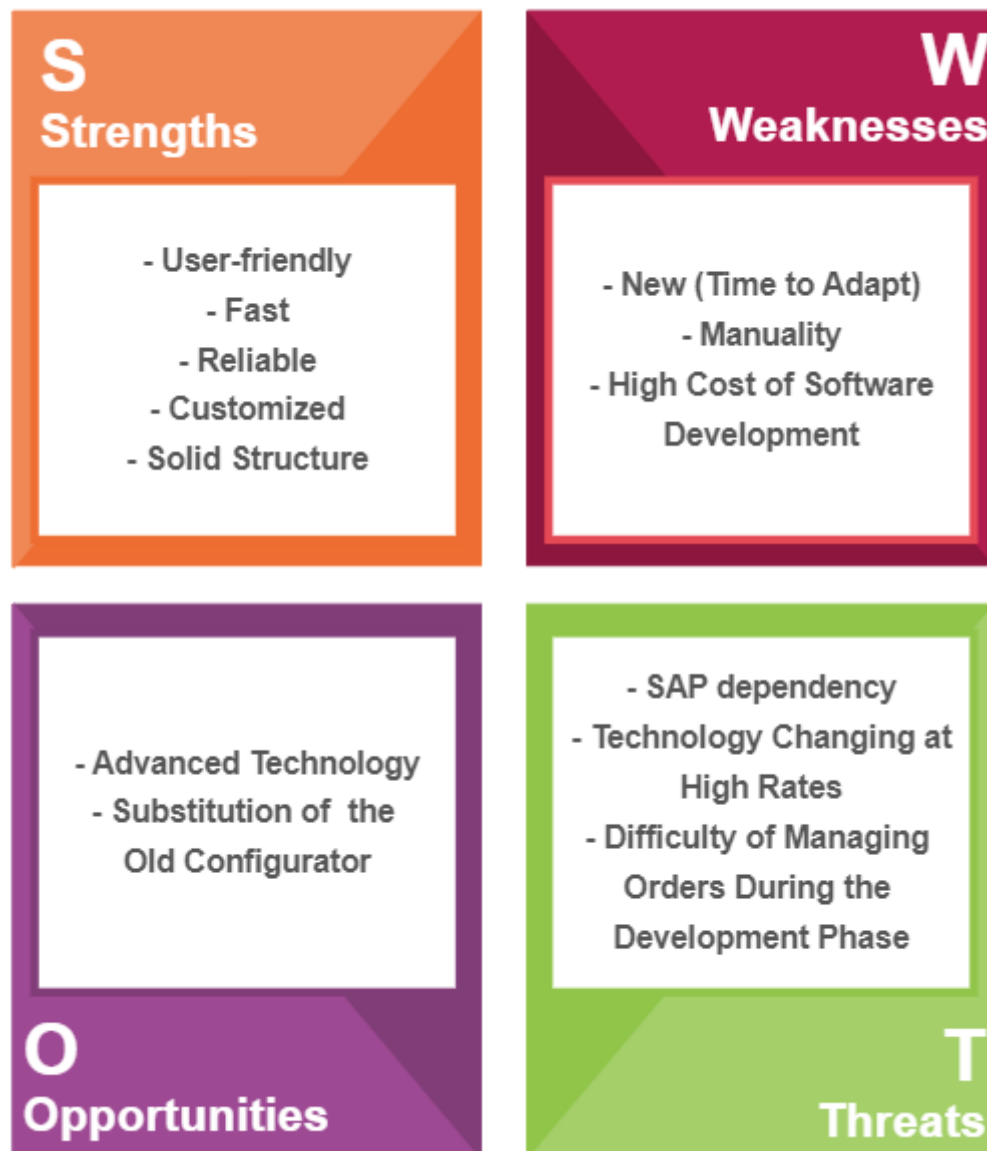 S
Strengths
- User-friendly
- Fast
- Reliable
- Customized
- Solid Structure
W
Weaknesses
- New (Time to Adapt)
- Manuality
- High Cost of Software
Development
- Advanced Technology
- Substitution of the
Old Configurator
O
Opportunities
- SAP dependency
- Technology Changing at
High Rates
- Difficulty of Managing
Orders During the
Development Phase
T
Threats